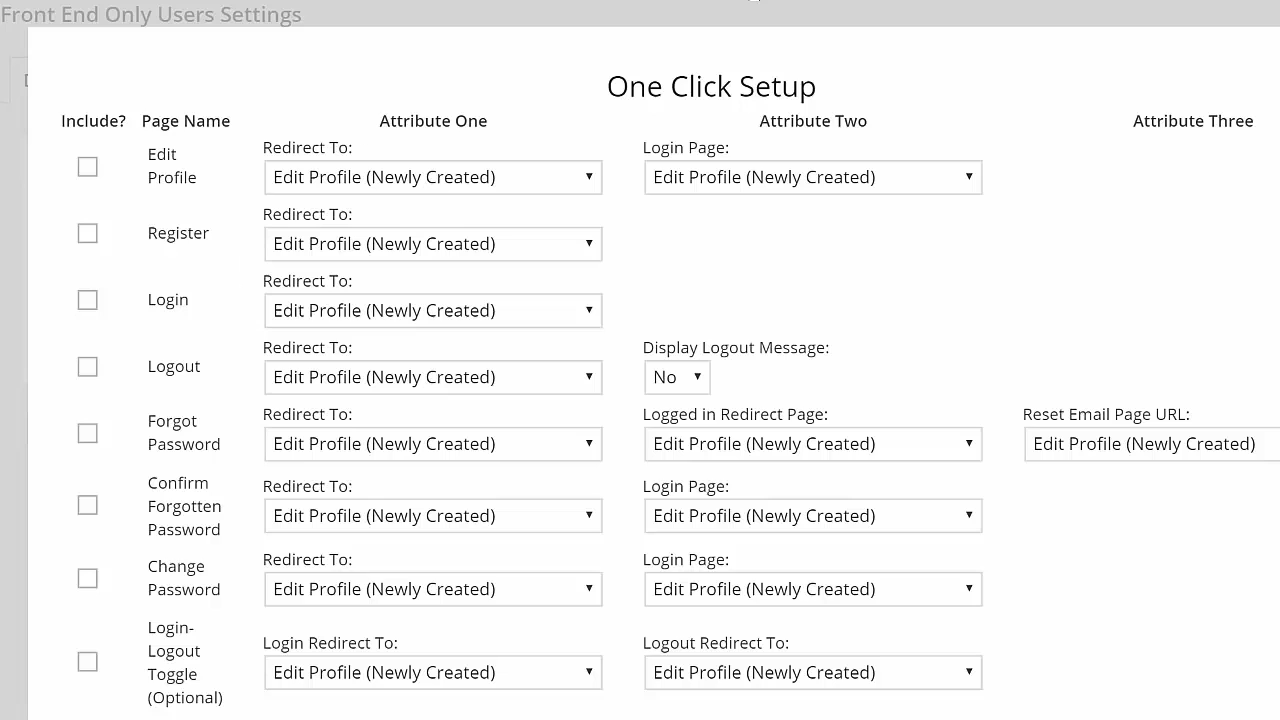 Front End Only Users Settings
One Click Setup
Include? Page Name Attribute One Attribute Two Attribute Three
Edit
Profile
Redirect To:
Edit Profile (Newly Created)
Login Page:
Edit Profile (Newly Created)
Register
Redirect To:
Edit Profile (Newly Created)
Login
Redirect To:
Edit Profile (Newly Created)
Logout
Redirect To:
Edit Profile (Newly Created)
Display Logout Message:
No
Forgot
Password
Redirect To:
Edit Profile (Newly Created)
Logged in Redirect Page:
Edit Profile (Newly Created)
Reset Email Page URL:
Edit Profile (Newly Created)
Confirm
Forgotten
Password
Redirect To:
Edit Profile (Newly Created)
Login Page:
Edit Profile (Newly Created)
Change
Password
Redirect To:
Edit Profile (Newly Created)
Login Page:
Edit Profile (Newly Created)
Login-
Logout
Toggle
(Optional)
Login Redirect To:
Edit Profile (Newly Created)
Logout Redirect To:
Edit Profile (Newly Created)